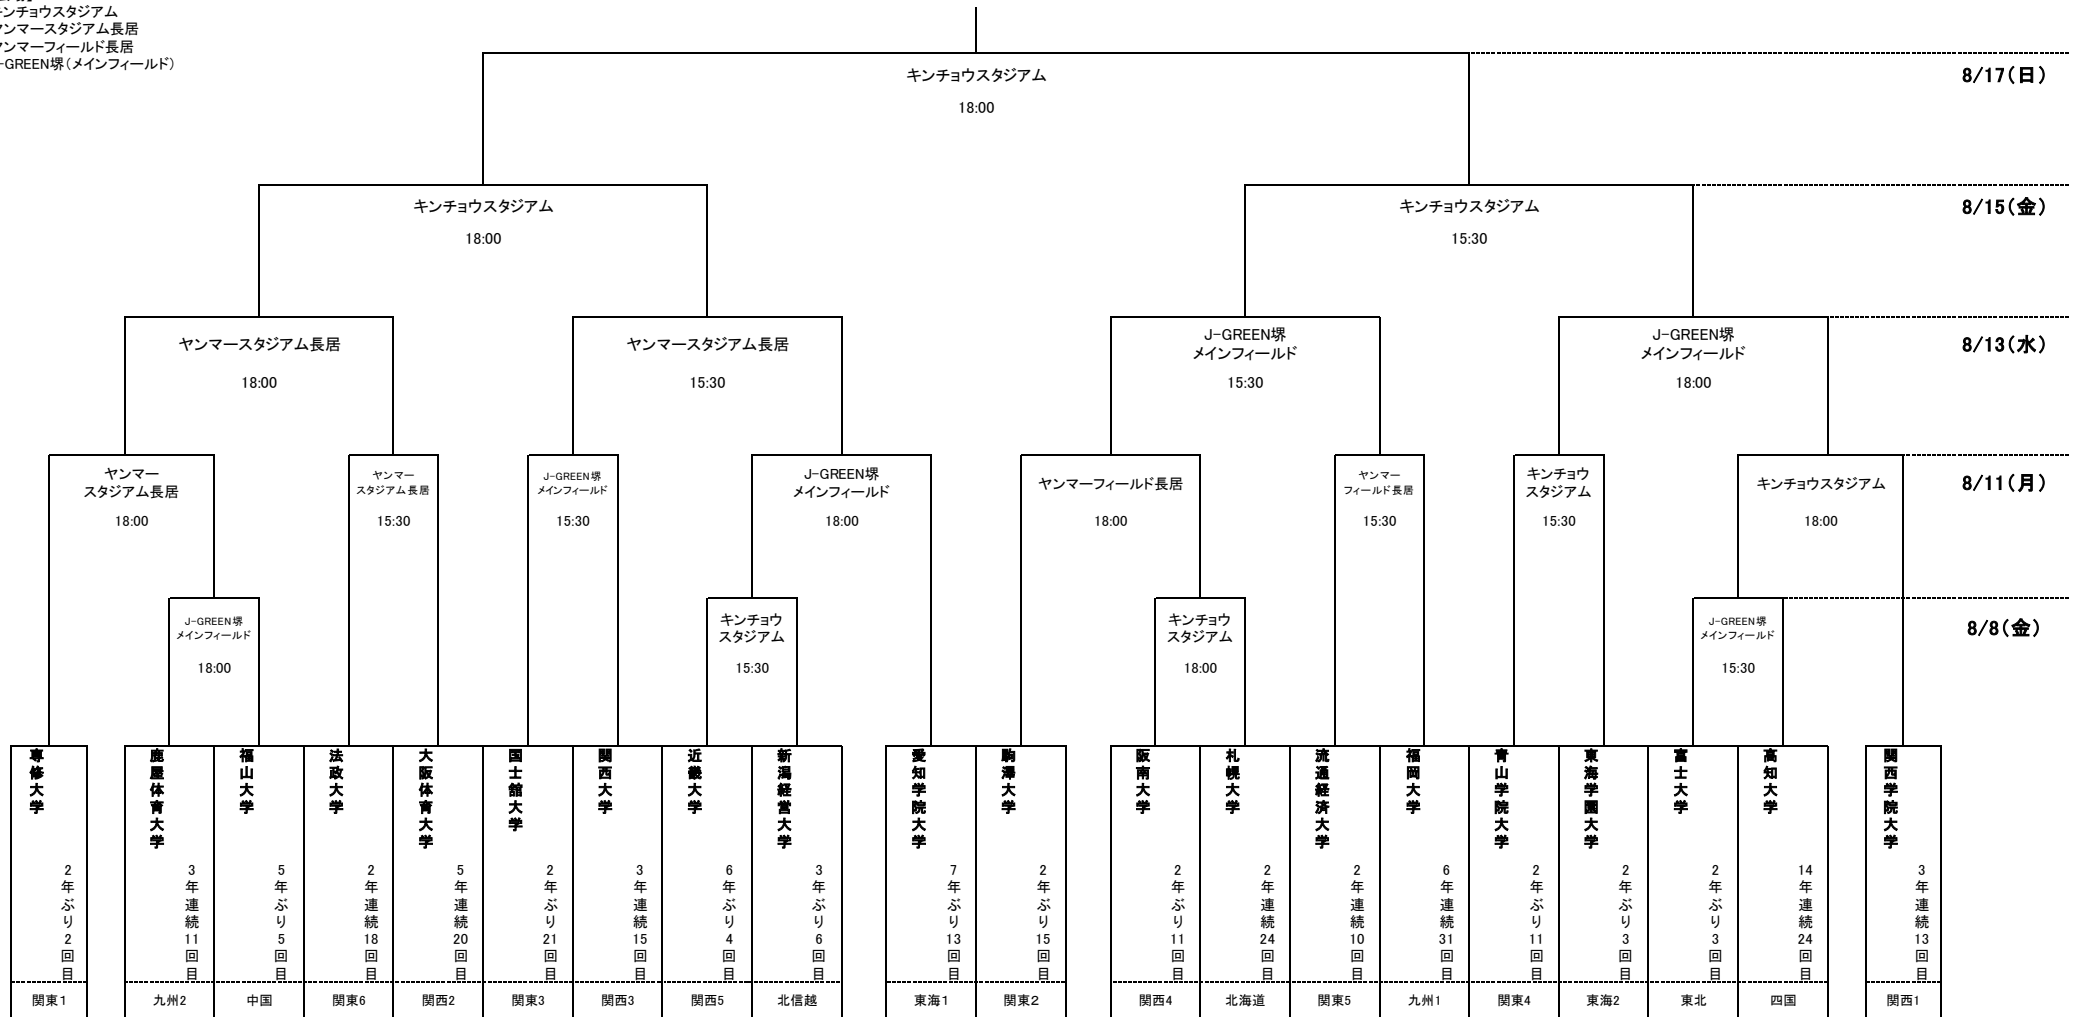 ンチョウスタジアム
ンマースタジアム長居
ンマーフィールド長居
-GREEN堺（メインフィールド）
キンチョウスタジアム
18:00
8/17（日）
キンチョウスタジアム
18:00
キンチョウスタジアム
15:30
8/15（金）
ヤンマースタジアム長居
18:00
ヤンマースタジアム長居
15:30
J-GREEN堺
メインフィールド
15:30
J-GREEN堺
メインフィールド
18:00
8/13（水）
ヤンマー
スタジアム長居
18:00
ヤンマー
スタジアム長居
15:30
J-GREEN堺
メインフィールド
15:30
J-GREEN堺
メインフィールド
18:00
ヤンマーフィールド長居
18:00
ヤンマー
フィールド長居
15:30
キンチョウ
スタジアム
15:30
キンチョウスタジアム
18:00
8/11（月）
J-GREEN堺
メインフィールド
18:00
キンチョウ
スタジアム
15:30
キンチョウ
スタジアム
18:00
J-GREEN堺
メインフィールド
15:30
8/8（金）
専修大学
2年ぶり2回目
関東1
鹿屋体育大学
3年連続11回目
九州2
福山大学
5年ぶり5回目
中国
法政大学
2年連続18回目
関東6
大阪体育大学
5年連続20回目
関西2
国士舘大学
2年ぶり21回目
関東3
関西大学
3年連続15回目
関西3
近畿大学
6年ぶり4回目
関西5
新潟経営大学
3年ぶり6回目
北信越
愛知学院大学
7年ぶり13回目
東海1
駒澤大学
2年ぶり15回目
関東2
阪南大学
2年ぶり11回目
関西4
札幌大学
2年連続24回目
北海道
流通経済大学
2年連続10回目
関東5
福岡大学
6年連続31回目
九州1
青山学院大学
2年ぶり11回目
関東4
東海学園大学
2年ぶり3回目
東海2
富士大学
2年ぶり3回目
東北
高知大学
14年連続24回目
四国
関西学院大学
3年連続13回目
関西1